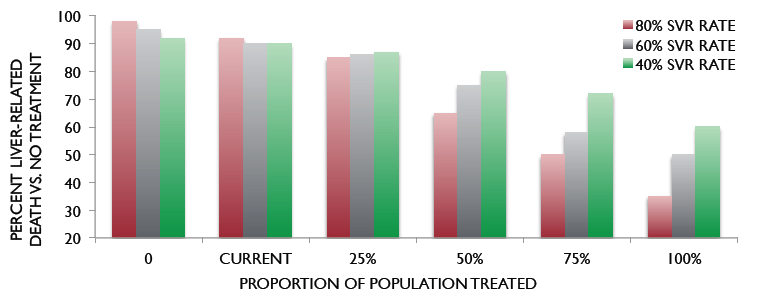 100
90
80
70
60
50
40
30
20
PERCENT LIVER-RELATED
DEATH VS. NO TREATMENT
80% SVR RATE
60% SVR RATE
40% SVR RATE
0 CURRENT 25% 50% 75% 100%
PROPORTION OF POPULATION TREATED